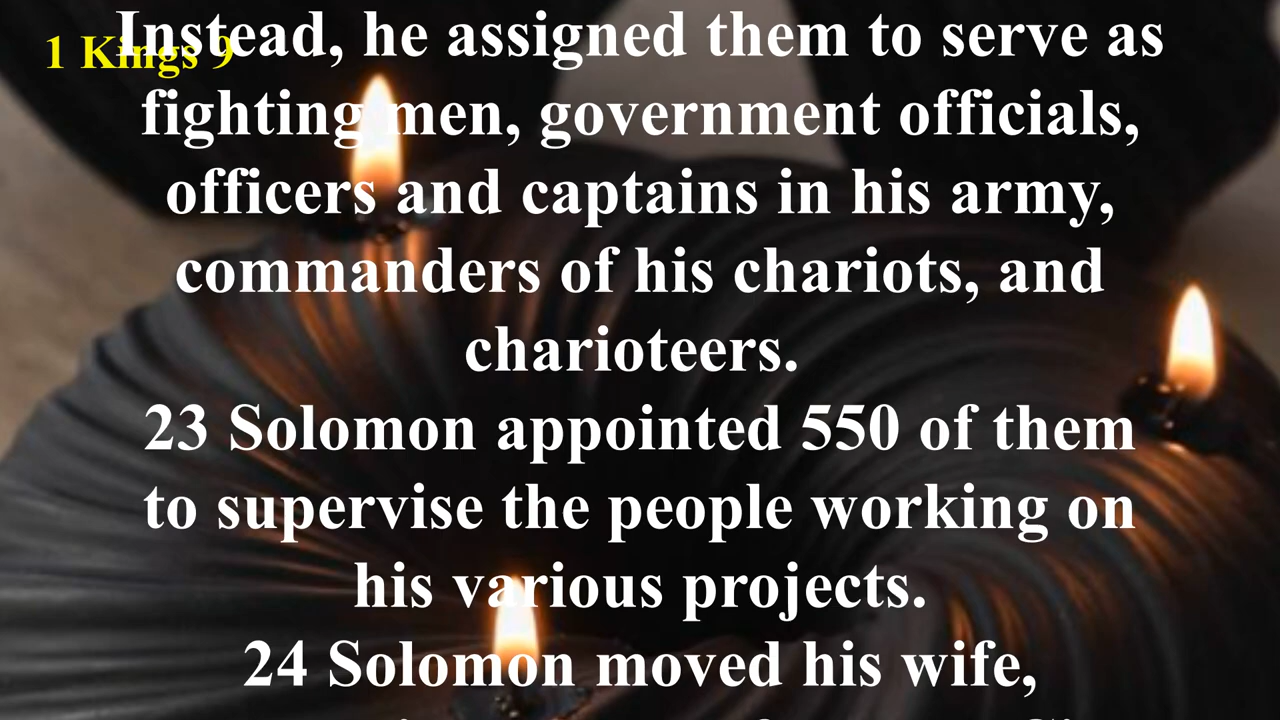 1 Kings 9
Instead, he assigned them to serve as
fighting men, government officials,
officers and captains in his army,
commanders of his chariots, and
charioteers.
23 Solomon appointed 550 of them
to supervise the people working on
his various projects.
24 Solomon moved his wife,